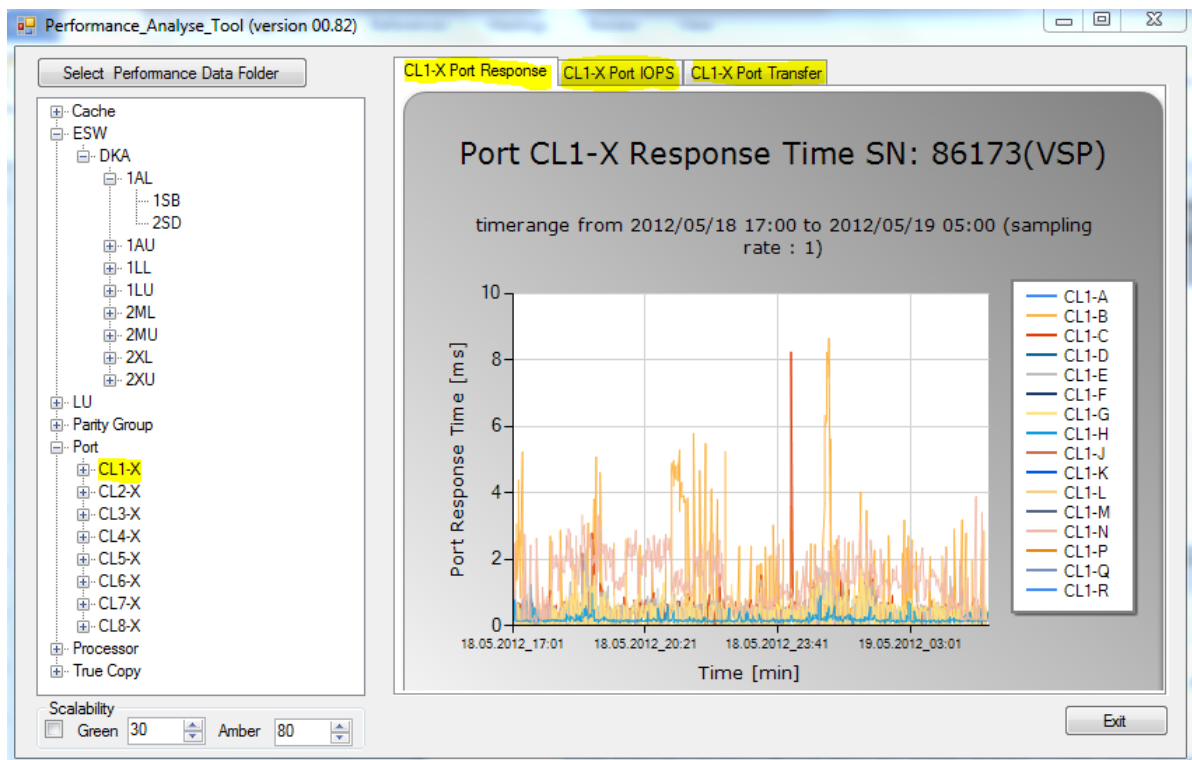 Performance_Analyse_Tool (version 00.82)
Select Performance Data Folder
Cache
ESW
DKA
1AL
1SB
2SD
1AU
1LL
1LU
2ML
2MU
2XL
2XU
LU
Parity Group
Port
CL1-X
CL2-X
CL3-X
CL4-X
CL5-X
CL6-X
CL7-X
CL8-X
Processor
True Copy
Scalability
Green 30 Amber 80
CL1-X Port Response CL1-X Port IOPS CL1-X Port Transfer
Port CL1-X Response Time SN: 86173(VSP)
timerange from 2012/05/18 17:00 to 2012/05/19 05:00 (sampling
rate : 1)
Port Response Time [ms]
10
8
6
4
2
0
18.05.2012_17:01 18.05.2012_20:21 18.05.2012_23:41 19.05.2012_03:01
Time [min]
CL1-A
CL1-B
CL1-C
CL1-D
CL1-E
CL1-F
CL1-G
CL1-H
CL1-J
CL1-K
CL1-L
CL1-M
CL1-N
CL1-P
CL1-Q
CL1-R
Exit